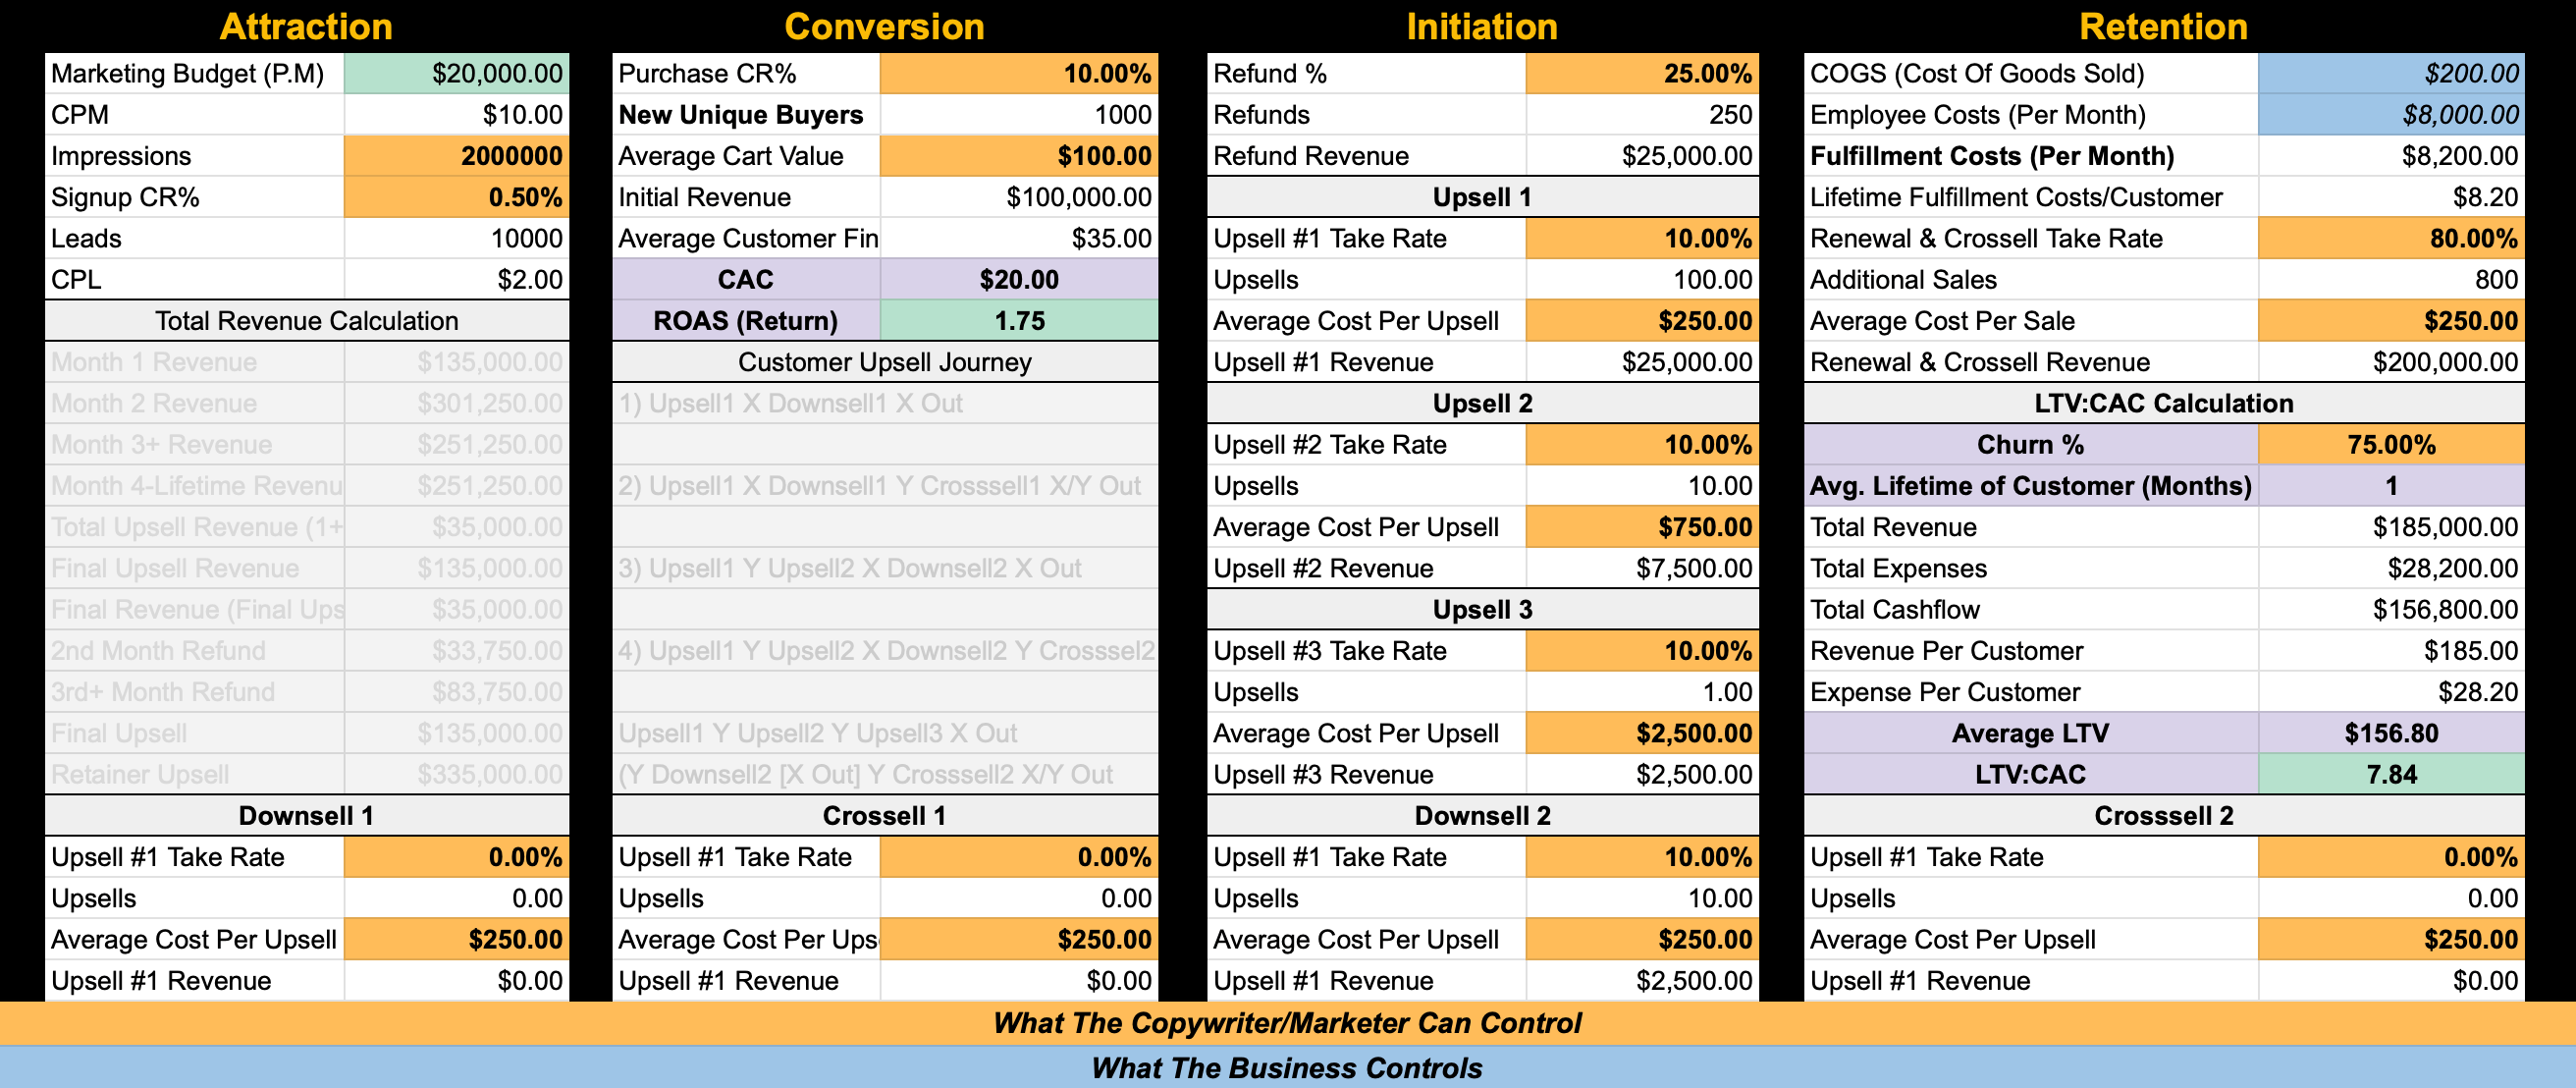 Attraction
Marketing Budget (P.M) $20,000.00
CPM $10.00
Impressions 2000000
Signup CR% 0.50%
Leads 10000
CPL $2.00
Total Revenue Calculation
Month 1 Revenue $135,000.00
Month 2 Revenue $301,250.00
Month 3+ Revenue $251,250.00
Month 4-Lifetime Revenu $251,250.00
Total Upsell Revenue (1+ $35,000.00
Final Upsell Revenue $135,000.00
Final Revenue (Final Ups $35,000.00
2nd Month Refund $33,750.00
3rd+ Month Refund $83,750.00
Final Upsell $135,000.00
Retainer Upsell $335,000.00
Downsell 1
Upsell #1 Take Rate 0.00%
Upsells 0.00
Average Cost Per Upsell $250.00
Upsell #1 Revenue $0.00
Conversion
Purchase CR% 10.00%
New Unique Buyers 1000
Average Cart Value $100.00
Initial Revenue $100,000.00
Average Customer Fin $35.00
CAC $20.00
ROAS (Return) 1.75
Customer Upsell Journey
1) Upsell1 X Downsell1 X Out
2) Upsell1 X Downsell1 Y Crosssell1 X/Y Out
3) Upsell1 Y Upsell2 X Downsell2 X Out
4) Upsell1 Y Upsell2 X Downsell2 Y Crosssel2
Upsell1 Y Upsell2 Y Upsell3 X Out
(Y Downsell2 [X Out] Y Crosssell2 X/Y Out
Crossell 1
Upsell #1 Take Rate 0.00%
Upsells 0.00
Average Cost Per Ups $250.00
Upsell #1 Revenue $0.00
Initiation
Refund % 25.00%
Refunds 250
Refund Revenue $25,000.00
Upsell 1
Upsell #1 Take Rate 10.00%
Upsells 100.00
Average Cost Per Upsell $250.00
Upsell #1 Revenue $25,000.00
Upsell 2
Upsell #2 Take Rate 10.00%
Upsells 10.00
Average Cost Per Upsell $750.00
Upsell #2 Revenue $7,500.00
Upsell 3
Upsell #3 Take Rate 10.00%
Upsells 1.00
Average Cost Per Upsell $2,500.00
Upsell #3 Revenue $2,500.00
Downsell 2
Upsell #1 Take Rate 10.00%
Upsells 10.00
Average Cost Per Upsell $250.00
Upsell #1 Revenue $2,500.00
Retention
COGS (Cost Of Goods Sold) $200.00
Employee Costs (Per Month) $8,000.00
Fulfillment Costs (Per Month) $8,200.00
Lifetime Fulfillment Costs/Customer $8.20
Renewal & Crossell Take Rate 80.00%
Additional Sales 800
Average Cost Per Sale $250.00
Renewal & Crossell Revenue $200,000.00
LTV:CAC Calculation
Churn % 75.00%
Avg. Lifetime of Customer (Months) 1
Total Revenue $185,000.00
Total Expenses $28,200.00
Total Cashflow $156,800.00
Revenue Per Customer $185.00
Expense Per Customer $28.20
Average LTV $156.80
LTV:CAC 7.84
Crosssell 2
Upsell #1 Take Rate 0.00%
Upsells 0.00
Average Cost Per Upsell $250.00
Upsell #1 Revenue $0.00
What The Copywriter/Marketer Can Control
What The Business Controls